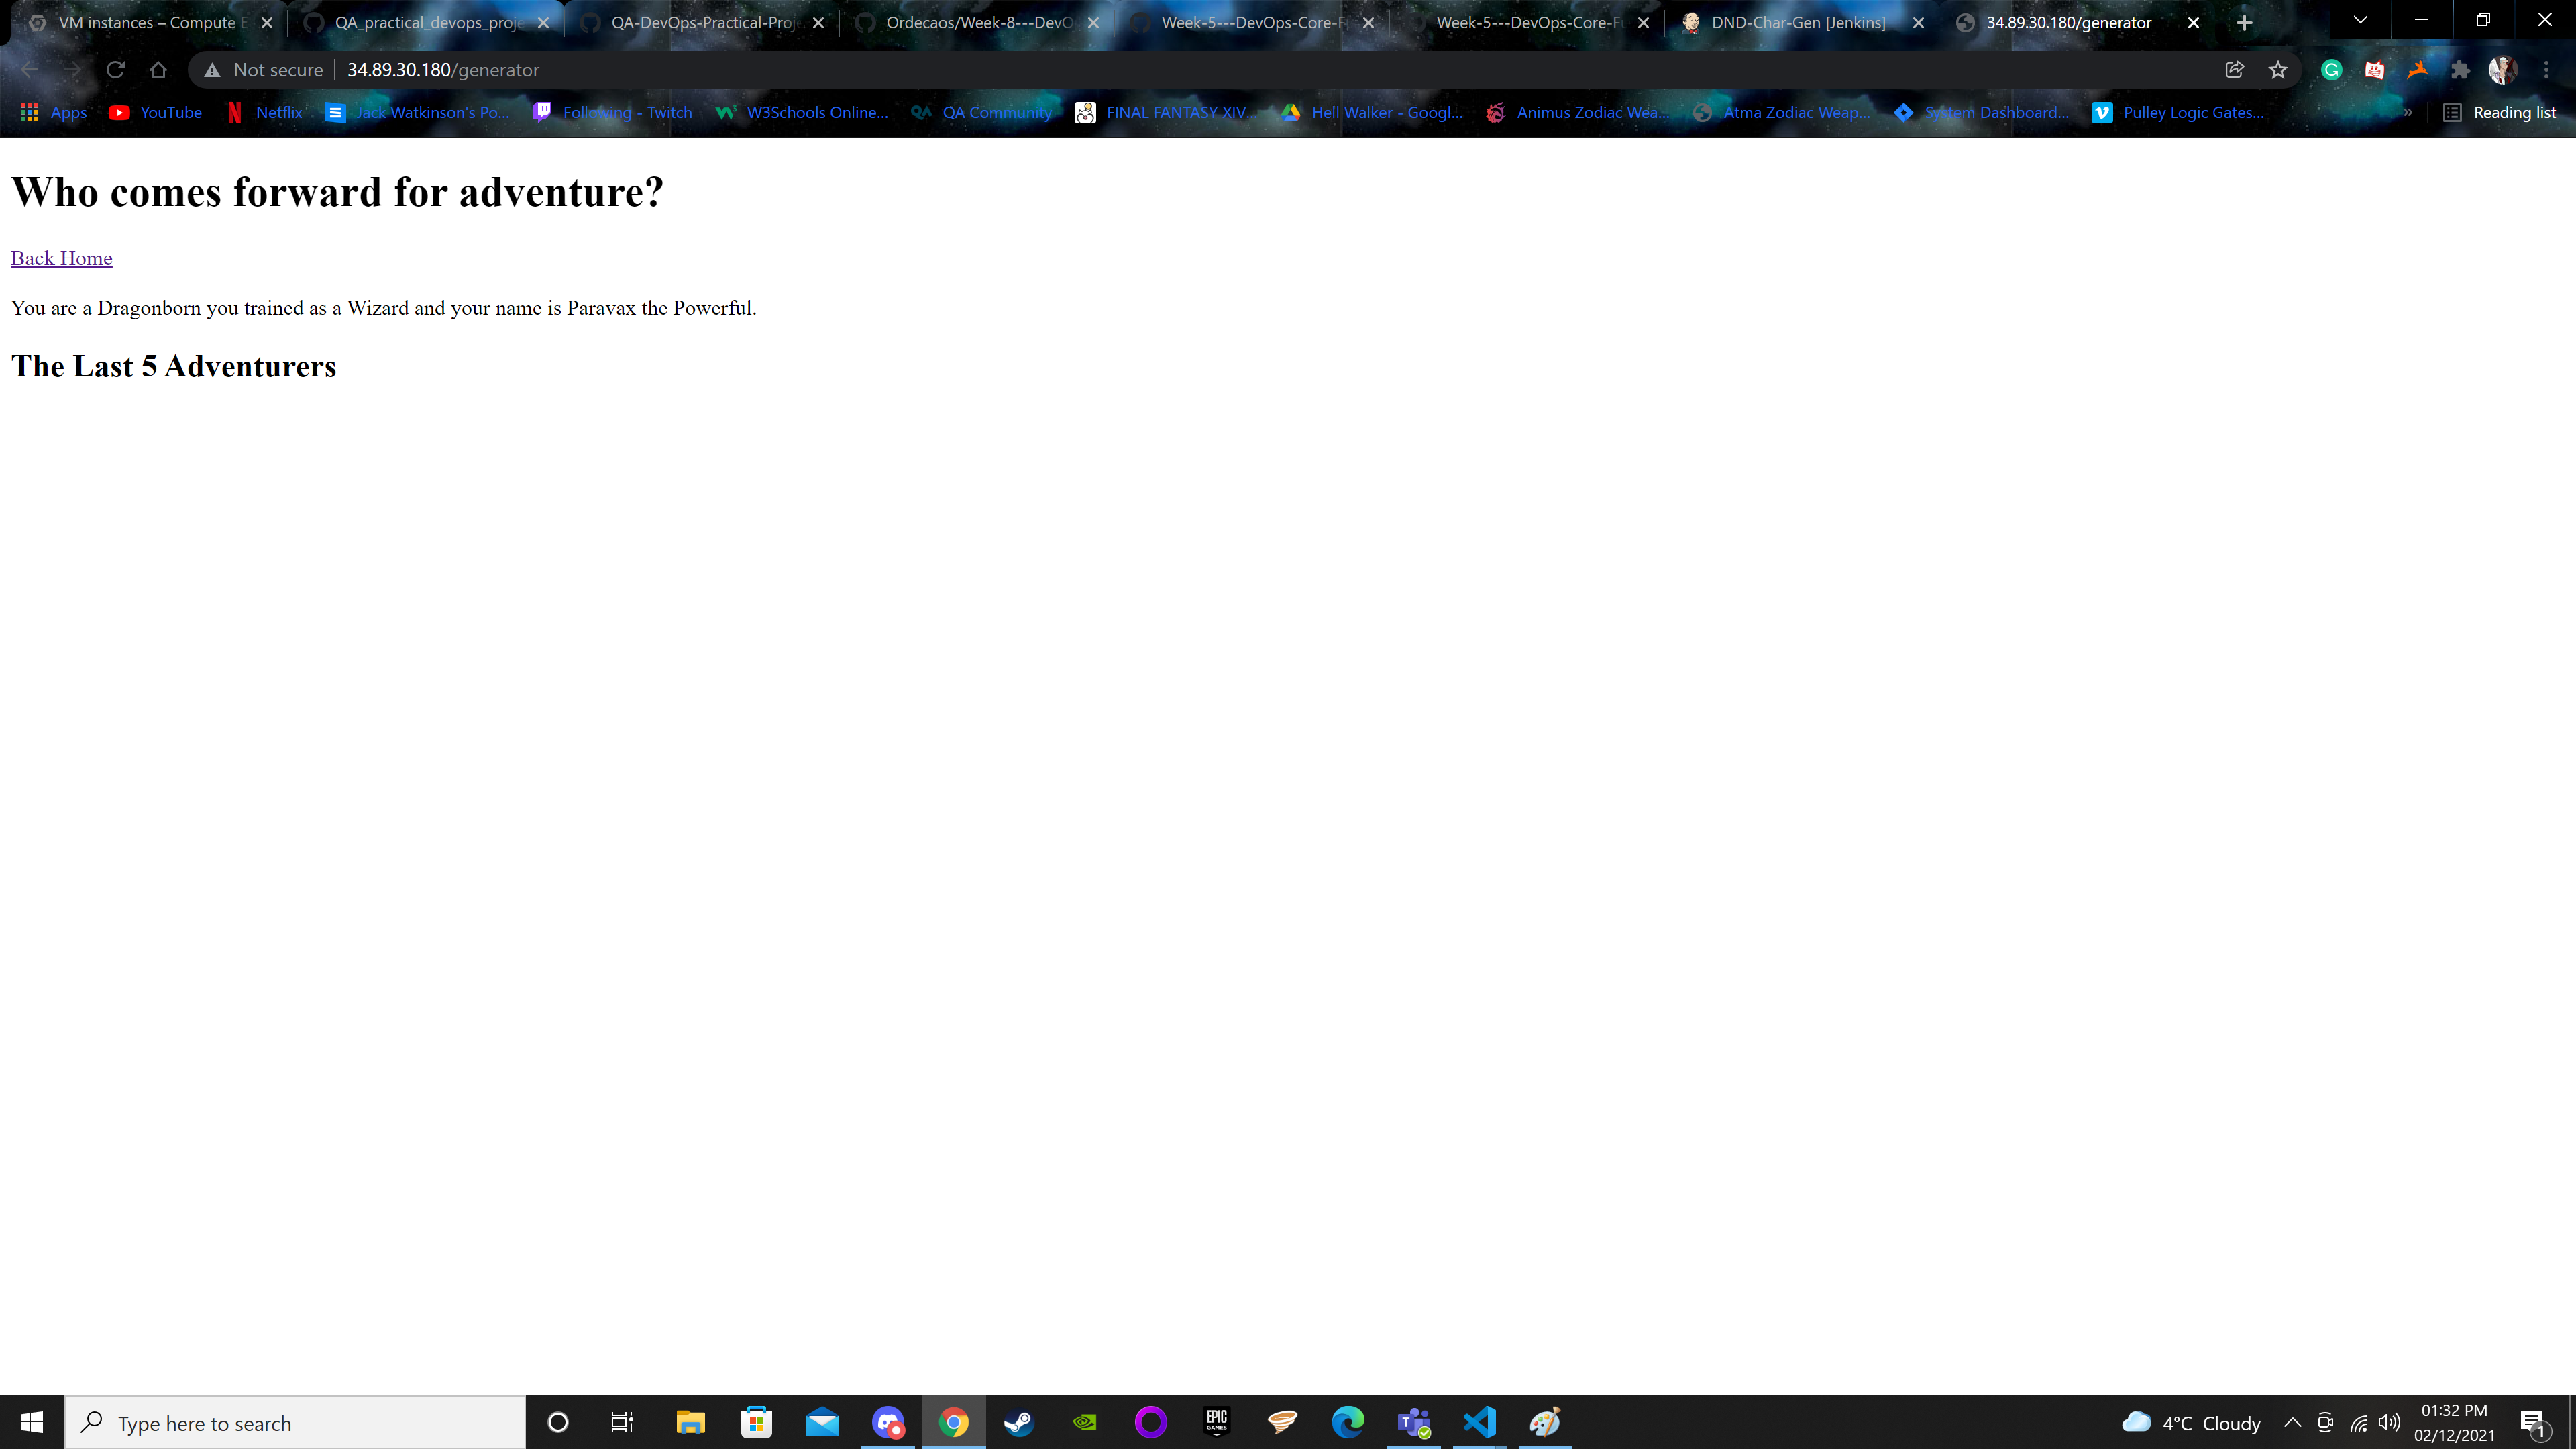 VM instances – Compute E
QA_practical_devops_proje
QA-DevOps-Practical-Proj
Ordecaos/Week-8---DevO
Week-5---DevOps-Core-F
Week-5---DevOps-Core-Fu
DND-Char-Gen [Jenkins]
34.89.30.180/generator
Not secure
34.89.30.180/generator
Apps
YouTube
Netflix
Jack Watkinson's Po...
Following - Twitch
W3Schools Online...
QA Community
FINAL FANTASY XIV...
Hell Walker - Googl...
Animus Zodiac Wea...
Atma Zodiac Weap...
System Dashboard...
Pulley Logic Gates...
»
Reading list
Who comes forward for adventure?
Back Home
You are a Dragonborn you trained as a Wizard and your name is Paravax the Powerful.
The Last 5 Adventurers
Type here to search
EPIC
GAMES
4°C Cloudy
01:32 PM
02/12/2021
1